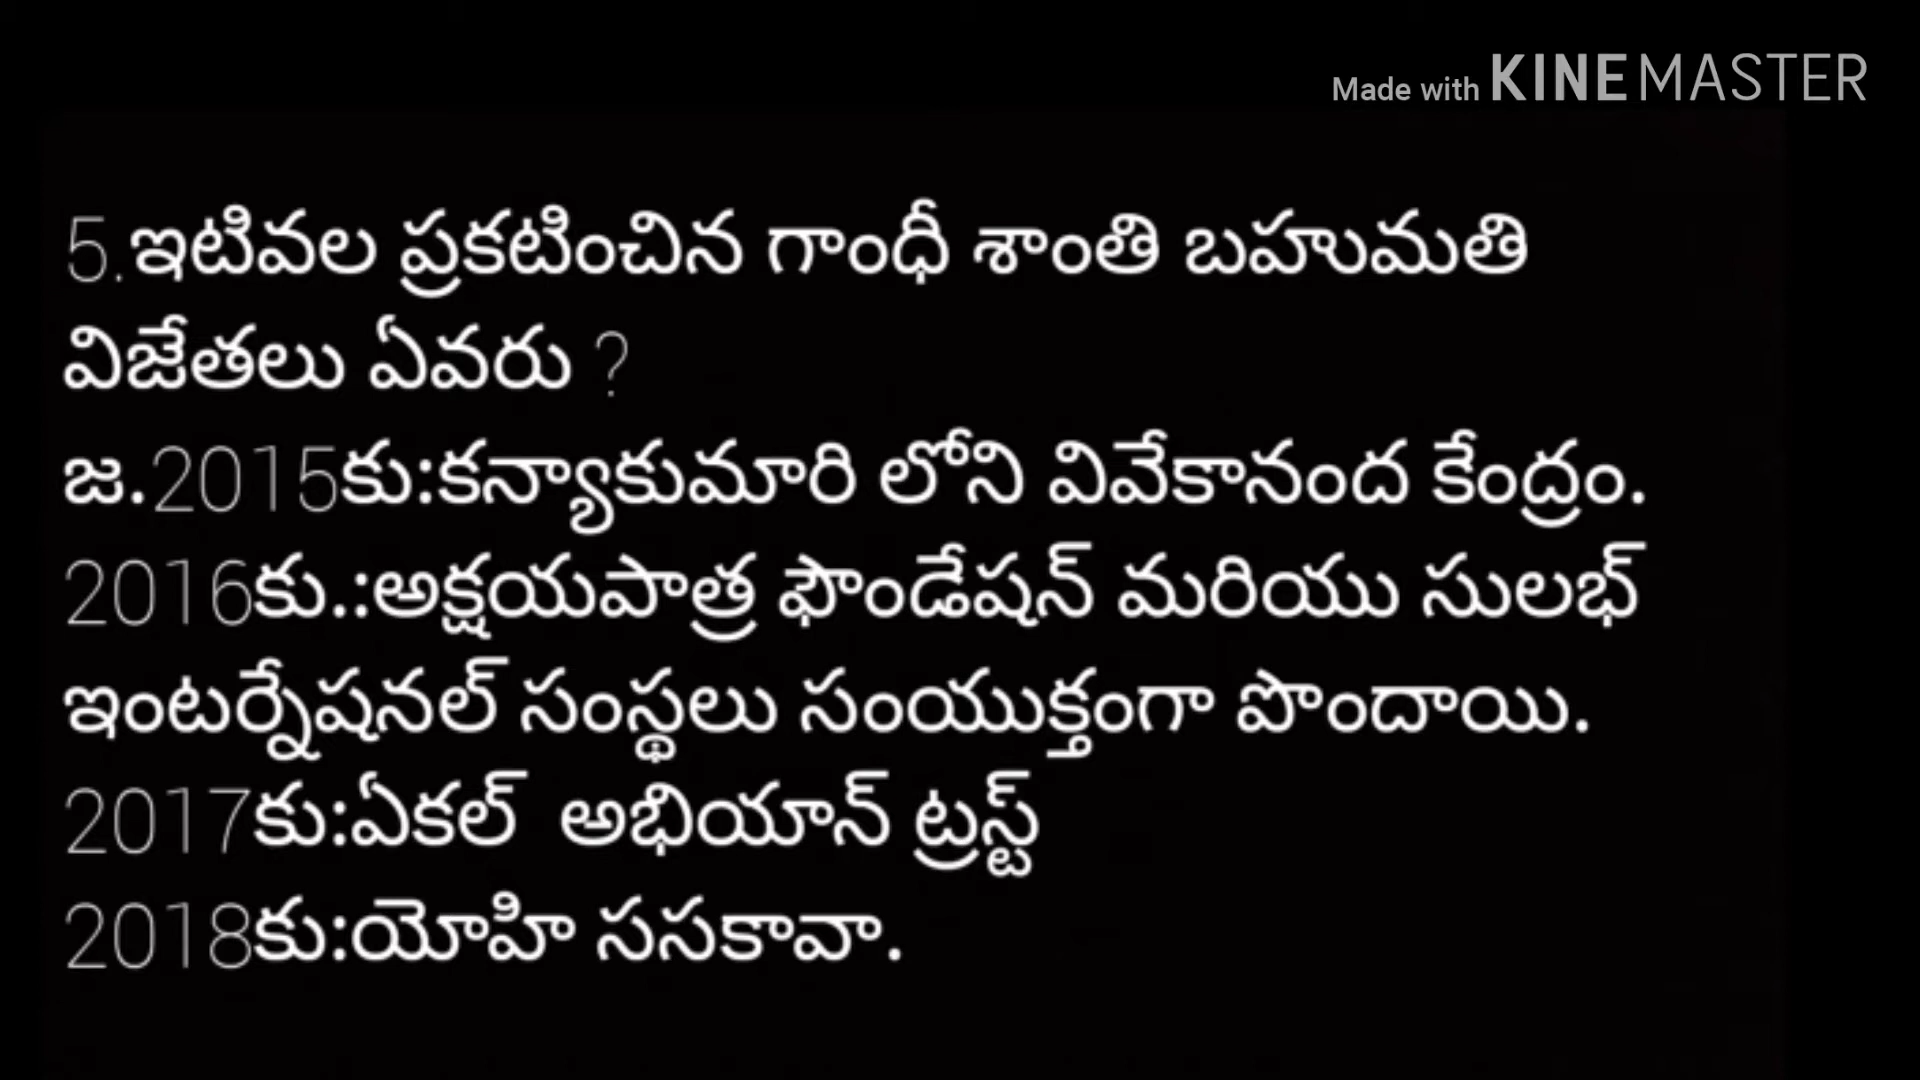 Made with KINEMASTER
5.ఇటివల ప్రకటించిన గాంధీ శాంతి బహుమతి
విజేతలు ఏవరు ?
జ.2015కు:కన్యాకుమారి లోని వివేకానంద కేంద్రం.
2016కు.:అక్షయపాత్ర ఫౌండేషన్ మరియు సులభ్
ఇంటర్నేషనల్ సంస్థలు సంయుక్తంగా పొందాయి.
2017కు:ఏకల్  అభియాన్ ట్రస్ట్
2018కు:యోహి ససకావా.